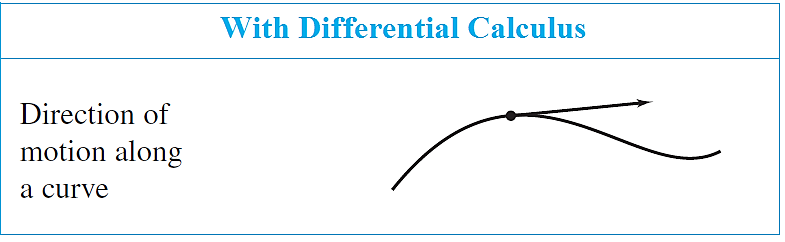 With Differential Calculus
Direction of
motion along
a curve